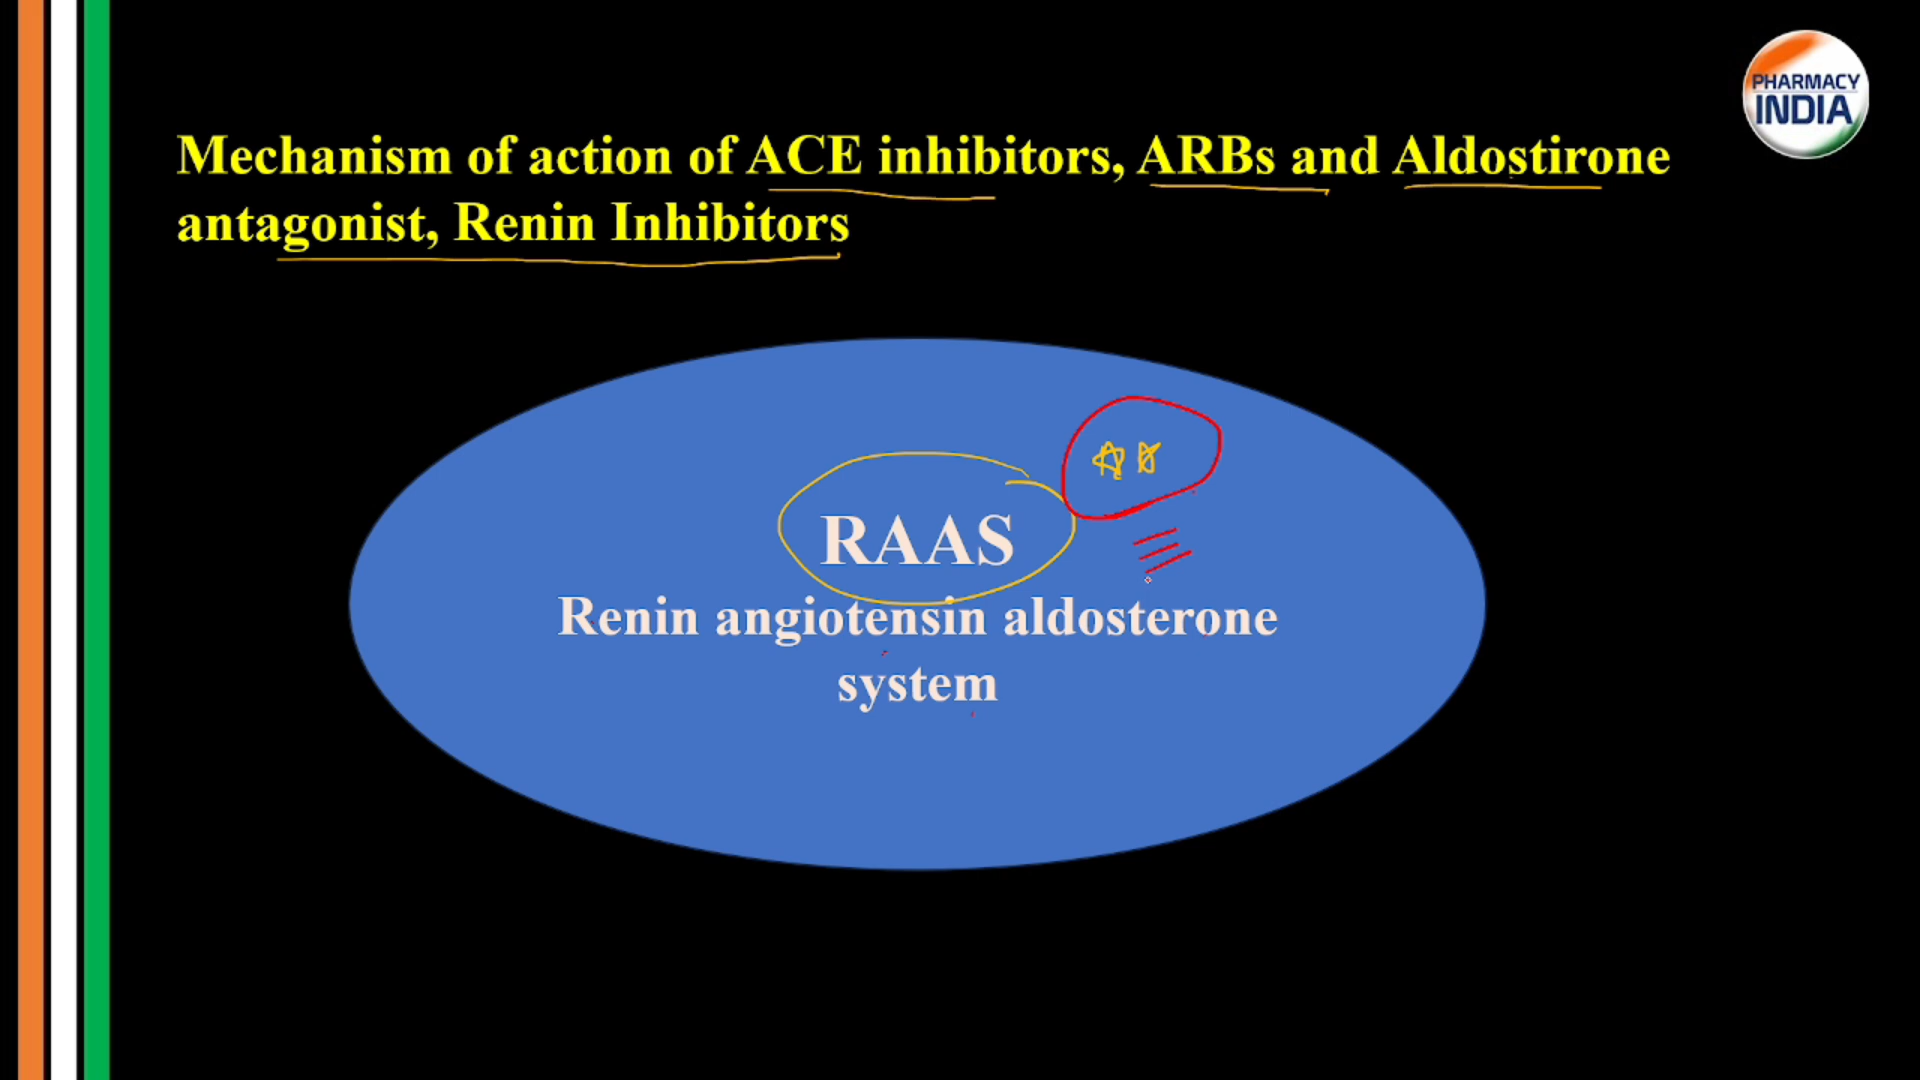 PHARMACY
INDIA
Mechanism of action of ACE inhibitors, ARBs and Aldostirone
antagonist, Renin Inhibitors
RAAS
Renin angiotensin aldosterone
system